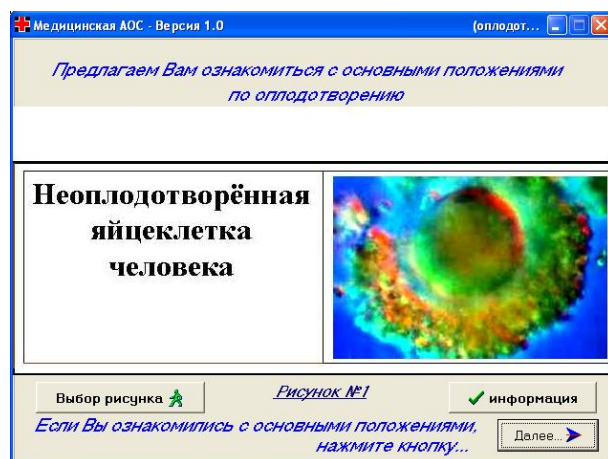 Медицинская АОС - Версия 1.0 (оплодот...
Предлагаем Вам ознакомиться с основными положениями
по оплодотворению
Неоплодотворённая
яйцеклетка
человека
Выбор рисунка Рисунок №1 информация
Если Вы ознакомились с основными положениями,
нажмите кнопку... Далее...